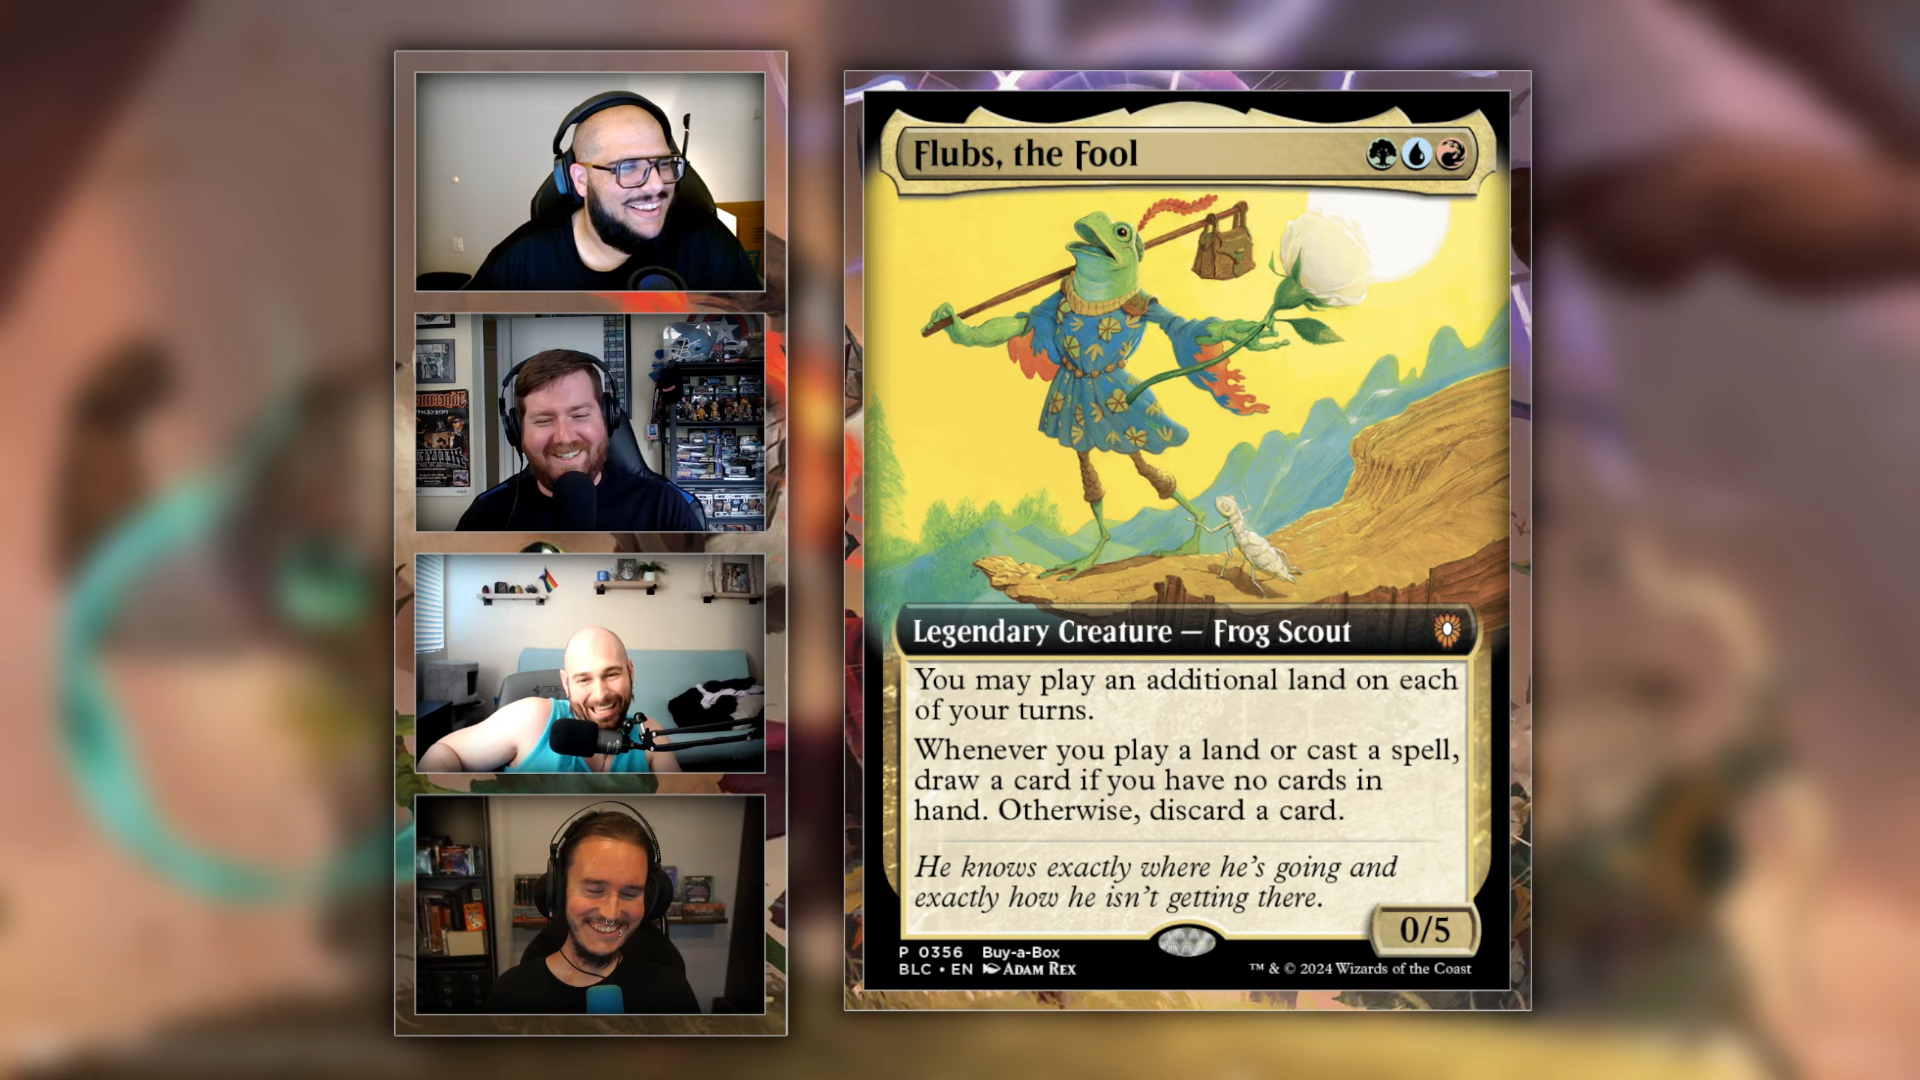 Flubs, the Fool
Legendary Creature — Frog Scout
You may play an additional land on each
of your turns.
Whenever you play a land or cast a spell,
draw a card if you have no cards in
hand. Otherwise, discard a card.
He knows exactly where he's going and
exactly how he isn't getting there.
0/5
P 0356 Buy-a-Box
BLC • EN Adam Rex
™ & © 2024 Wizards of the Coast